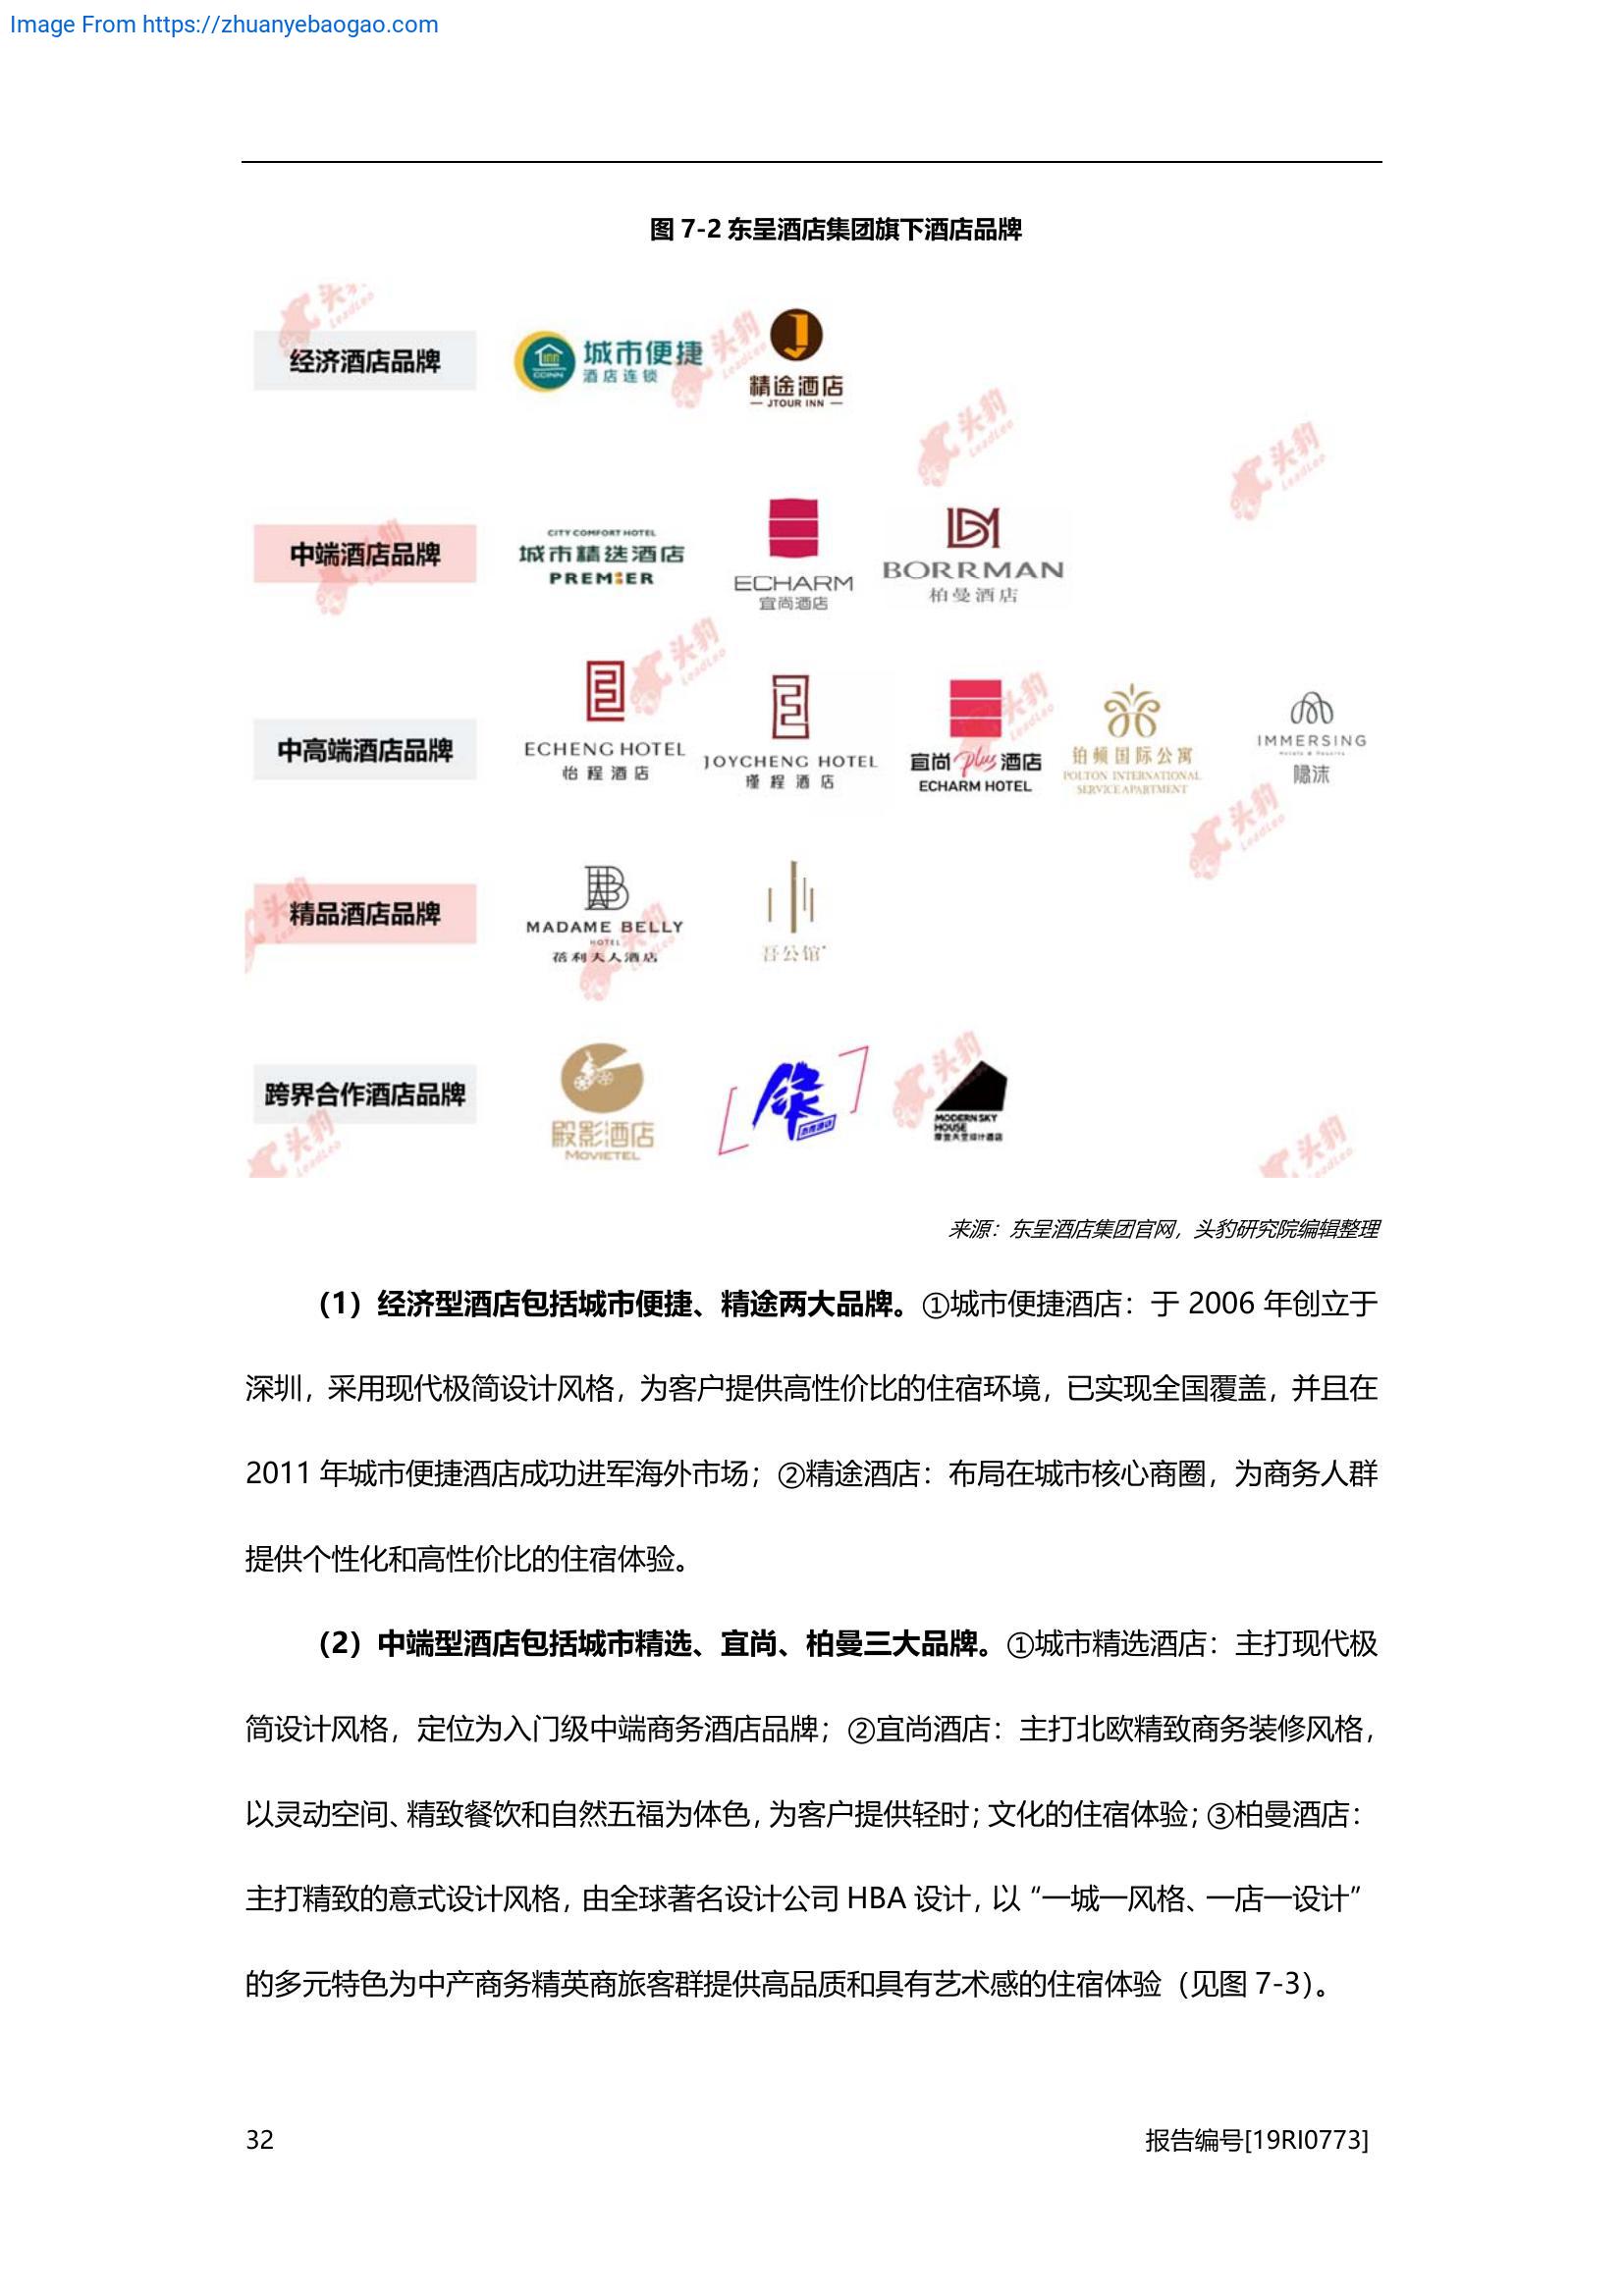 Image From https://zhuanyebaogao.com
图 7-2 东呈酒店集团旗下酒店品牌
经济酒店品牌
CCINN
城市便捷
酒店连锁
精途酒店
JTOUR INN
中端酒店品牌
CITY COMFORT HOTEL
城市精选酒店
PREMIER
ECHARM
宜尚酒店
BORRMAN
柏曼酒店
中高端酒店品牌
ECHENG HOTEL
怡程酒店
JOYCHENG HOTEL
瑾程酒店
宜尚Plus酒店
ECHARM HOTEL
铂顿国际公寓
POLTON INTERNATIONAL
SERVICE APARTMENT
IMMERSING
Hotels & Resorts
隐沫
精品酒店品牌
MADAME BELLY
HOTEL
蓓利夫人酒店
吾公馆
跨界合作酒店品牌
殿影酒店
MOVIETEL
MODERN SKY
HOUSE
摩登天空设计酒店
头豹
LeadLeo
来源：东呈酒店集团官网，头豹研究院编辑整理
（1）经济型酒店包括城市便捷、精途两大品牌。①城市便捷酒店：于 2006 年创立于
深圳，采用现代极简设计风格，为客户提供高性价比的住宿环境，已实现全国覆盖，并且在
2011 年城市便捷酒店成功进军海外市场；②精途酒店：布局在城市核心商圈，为商务人群
提供个性化和高性价比的住宿体验。
（2）中端型酒店包括城市精选、宜尚、柏曼三大品牌。①城市精选酒店：主打现代极
简设计风格，定位为入门级中端商务酒店品牌；②宜尚酒店：主打北欧精致商务装修风格，
以灵动空间、精致餐饮和自然五福为体色，为客户提供轻时；文化的住宿体验；③柏曼酒店：
主打精致的意式设计风格，由全球著名设计公司 HBA 设计，以“一城一风格、一店一设计”
的多元特色为中产商务精英商旅客群提供高品质和具有艺术感的住宿体验（见图 7-3）。
32
报告编号[19RI0773]